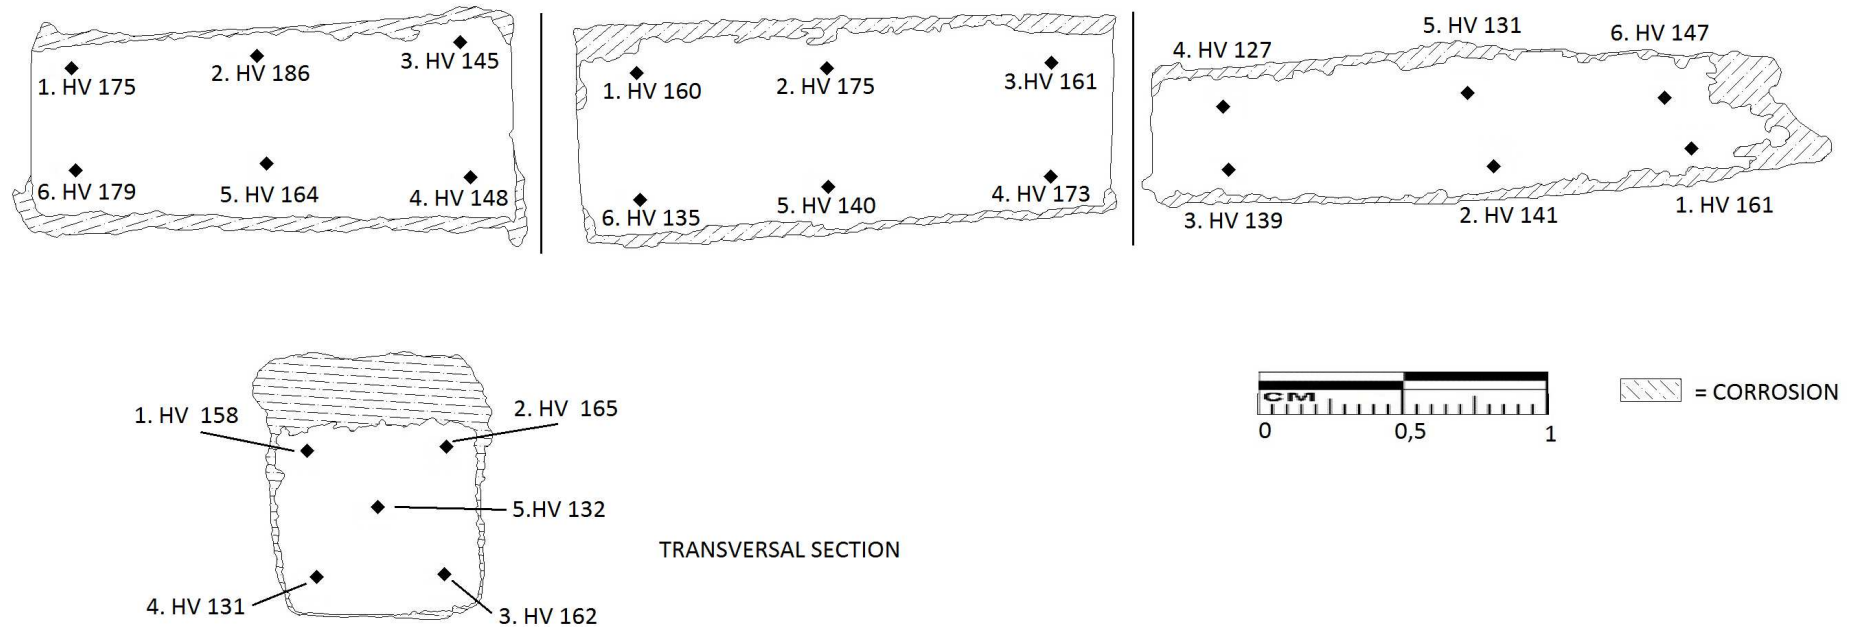 1. HV 175
2. HV 186
3. HV 145
6. HV 179
5. HV 164
4. HV 148
1. HV 160
2. HV 175
3.HV 161
6. HV 135
5. HV 140
4. HV 173
4. HV 127
5. HV 131
6. HV 147
3. HV 139
2. HV 141
1. HV 161
1. HV 158
2. HV 165
5.HV 132
4. HV 131
3. HV 162
TRANSVERSAL SECTION
CM
0 0,5 1
= CORROSION